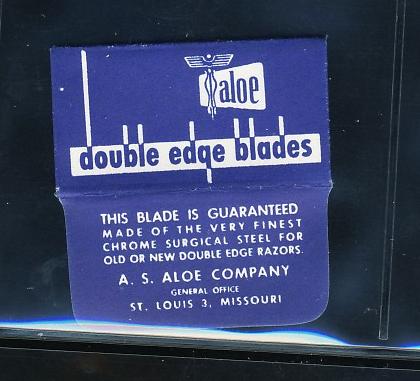 aloe
double edge blades
THIS BLADE IS GUARANTEED
MADE OF THE VERY FINEST
CHROME SURGICAL STEEL FOR
OLD OR NEW DOUBLE EDGE RAZORS.
A. S. ALOE COMPANY
GENERAL OFFICE
ST. LOUIS 3, MISSOURI